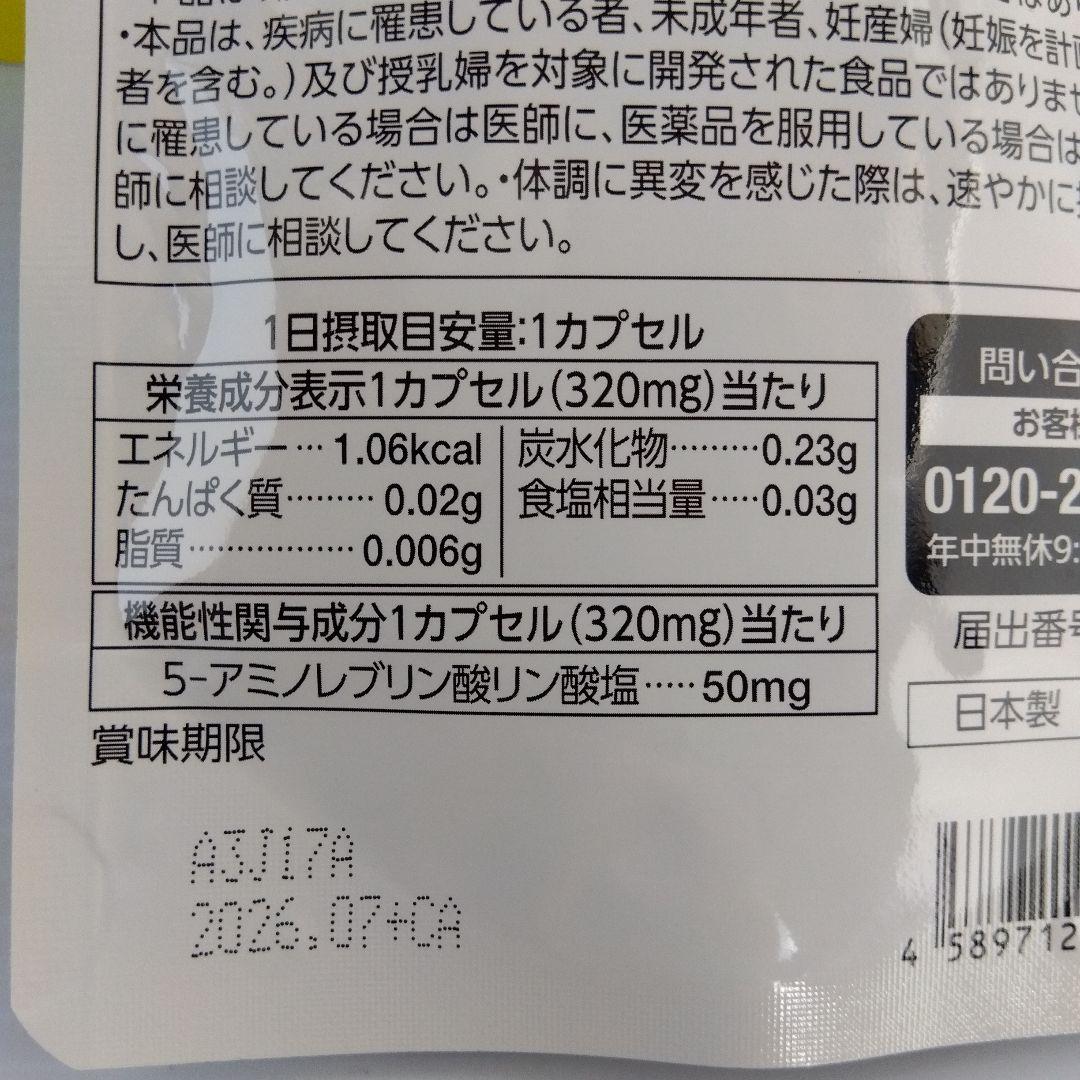 ・本品は、疾病に罹患している者、未成年者、妊産婦(妊娠を計
者を含む。)及び授乳婦を対象に開発された食品ではありませ
に罹患している場合は医師に、医薬品を服用している場合は
師に相談してください。・体調に異変を感じた際は、速やかに
し、医師に相談してください。
1日摂取目安量:1カプセル
栄養成分表示1カプセル(320mg)当たり
エネルギー… 1.06kcal
たんぱく質……… 0.02g
脂質……………… 0.006g
炭水化物………0.23g
食塩相当量……0.03g
機能性関与成分1カプセル(320mg)当たり
5-アミノレブリン酸リン酸塩……50mg
賞味期限
A3J17A
2026.07+CA
問い合
お客様
0120-2
年中無休9:
届出番号
日本製
4 589712